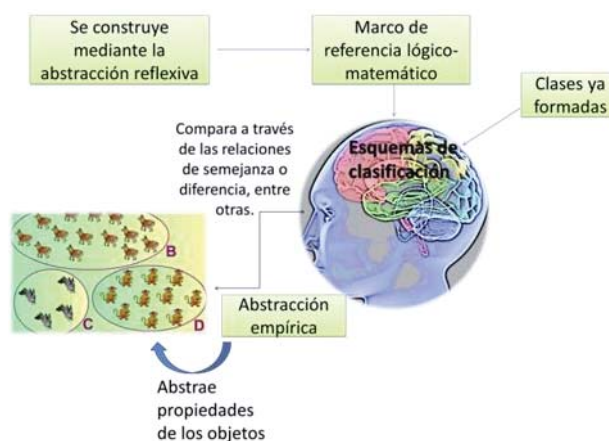 Se construye
mediante la
abstracción reflexiva
Marco de
referencia lógico-
matemático
Clases ya
formadas
Compara a través
de las relaciones
de semejanza o
diferencia, entre
otras.
Esquemas de
clasificación
B
C
D
Abstracción
empírica
Abstrae
propiedades
de los objetos